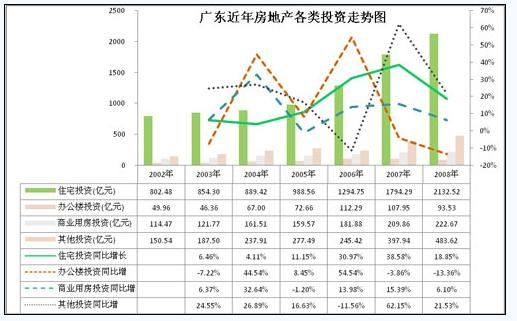 广东近年房地产各类投资走势图
2500 70%
60%
2000 50%
40%
1500 30%
20%
1000 10%
0%
500 -10%
0 -20%
2002年 2003年 2004年 2005年 2006年 2007年 2008年
住宅投资(亿元) 802.48 854.30 889.42 988.56 1294.75 1794.29 2132.52
办公楼投资(亿元) 49.96 46.36 67.00 72.66 112.29 107.95 93.53
商业用房投资(亿元) 114.47 121.77 161.51 159.57 181.88 209.86 222.67
其他投资(亿元) 150.54 187.50 237.91 277.49 245.42 397.94 483.62
住宅投资同比增长 6.46% 4.11% 11.15% 30.97% 38.58% 18.85%
办公楼投资同比增 -7.22% 44.54% 8.45% 54.54% -3.86% -13.36%
商业用房投资同比增 6.37% 32.64% -1.20% 13.98% 15.39% 6.10%
其他投资同比增 24.55% 26.89% 16.63% -11.56% 62.15% 21.53%